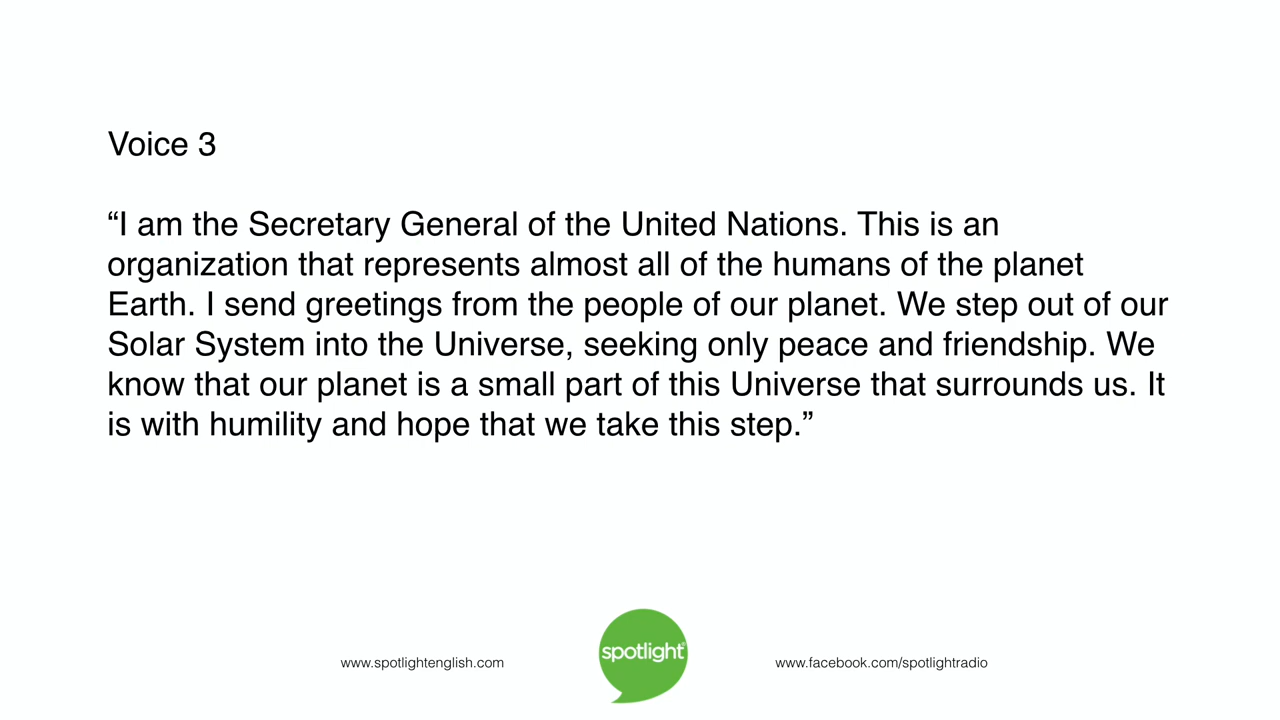 Voice 3
“I am the Secretary General of the United Nations. This is an
organization that represents almost all of the humans of the planet
Earth. I send greetings from the people of our planet. We step out of our
Solar System into the Universe, seeking only peace and friendship. We
know that our planet is a small part of this Universe that surrounds us. It
is with humility and hope that we take this step.”
www.spotlightenglish.com
spotlight®
www.facebook.com/spotlightradio